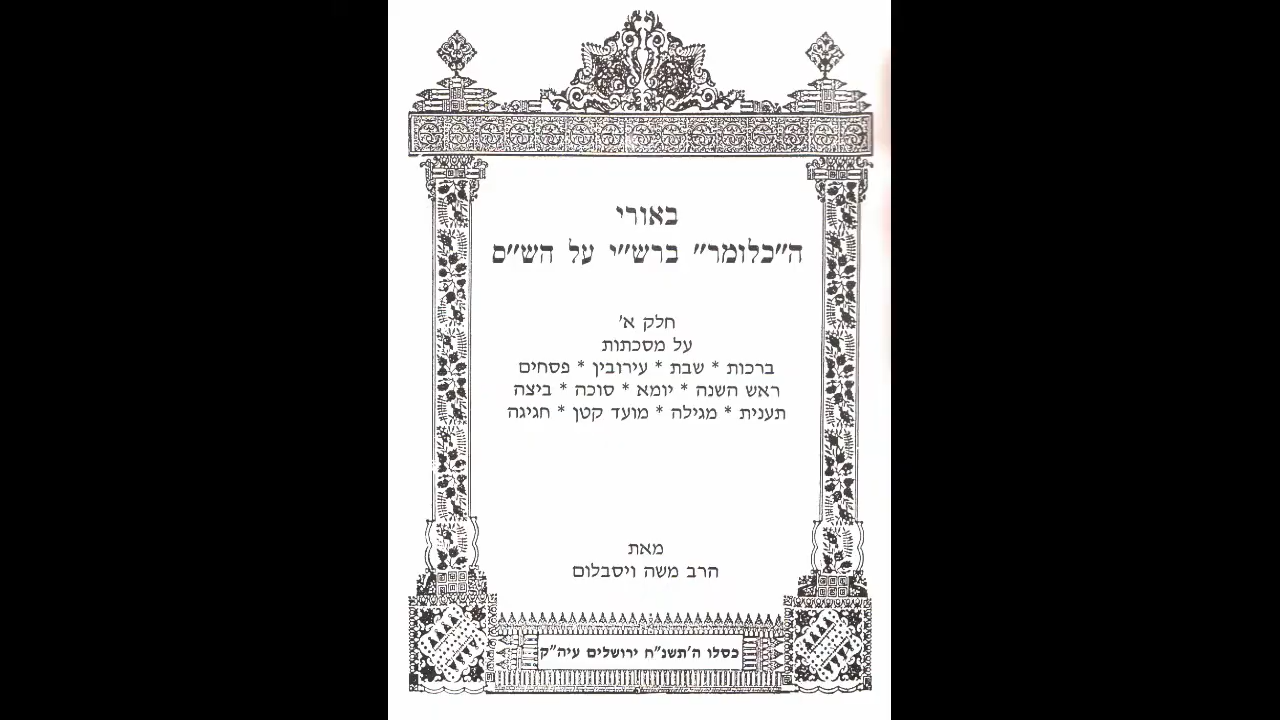 באורי
ה"כלומר" ברש"י על הש"ס
חלק א'
על מסכתות
ברכות * שבת * עירובין * פסחים
ראש השנה * יומא * סוכה * ביצה
תענית * מגילה * מועד קטן * חגיגה
מאת
הרב משה ויסבלום
כסלו ה'תשנ"ח ירושלים עיה"ק